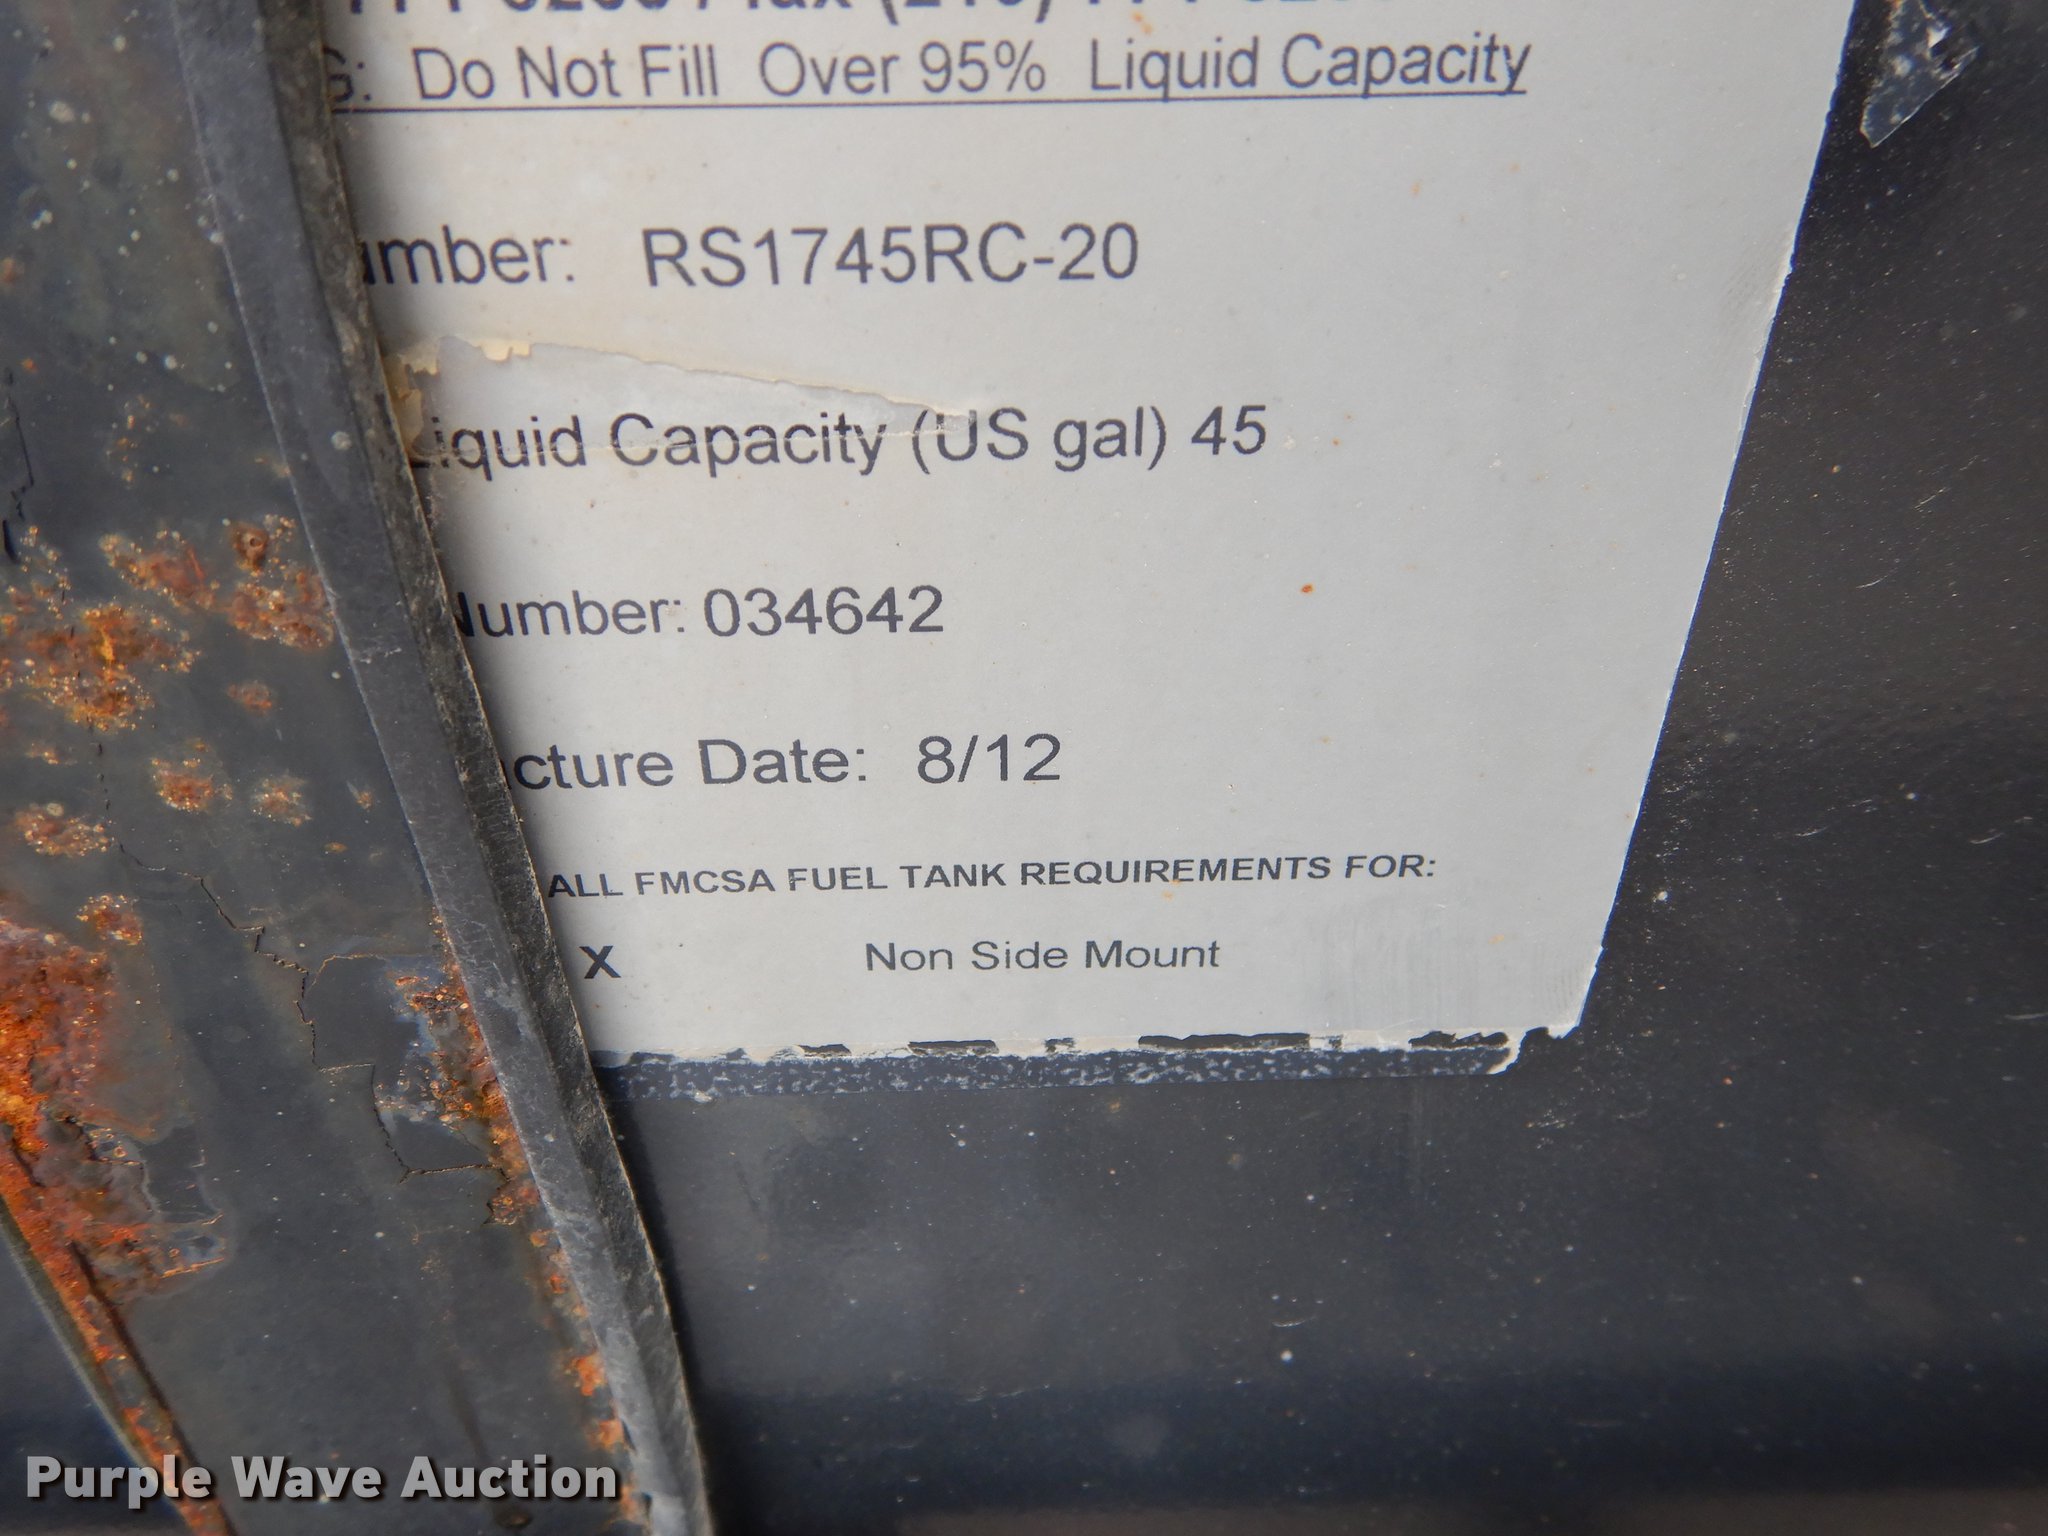 G: Do Not Fill Over 95% Liquid Capacity
umber: RS1745RC-20
Liquid Capacity (US gal) 45
Number: 034642
cture Date: 8/12
ALL FMCSA FUEL TANK REQUIREMENTS FOR:
X Non Side Mount
Purple Wave Auction